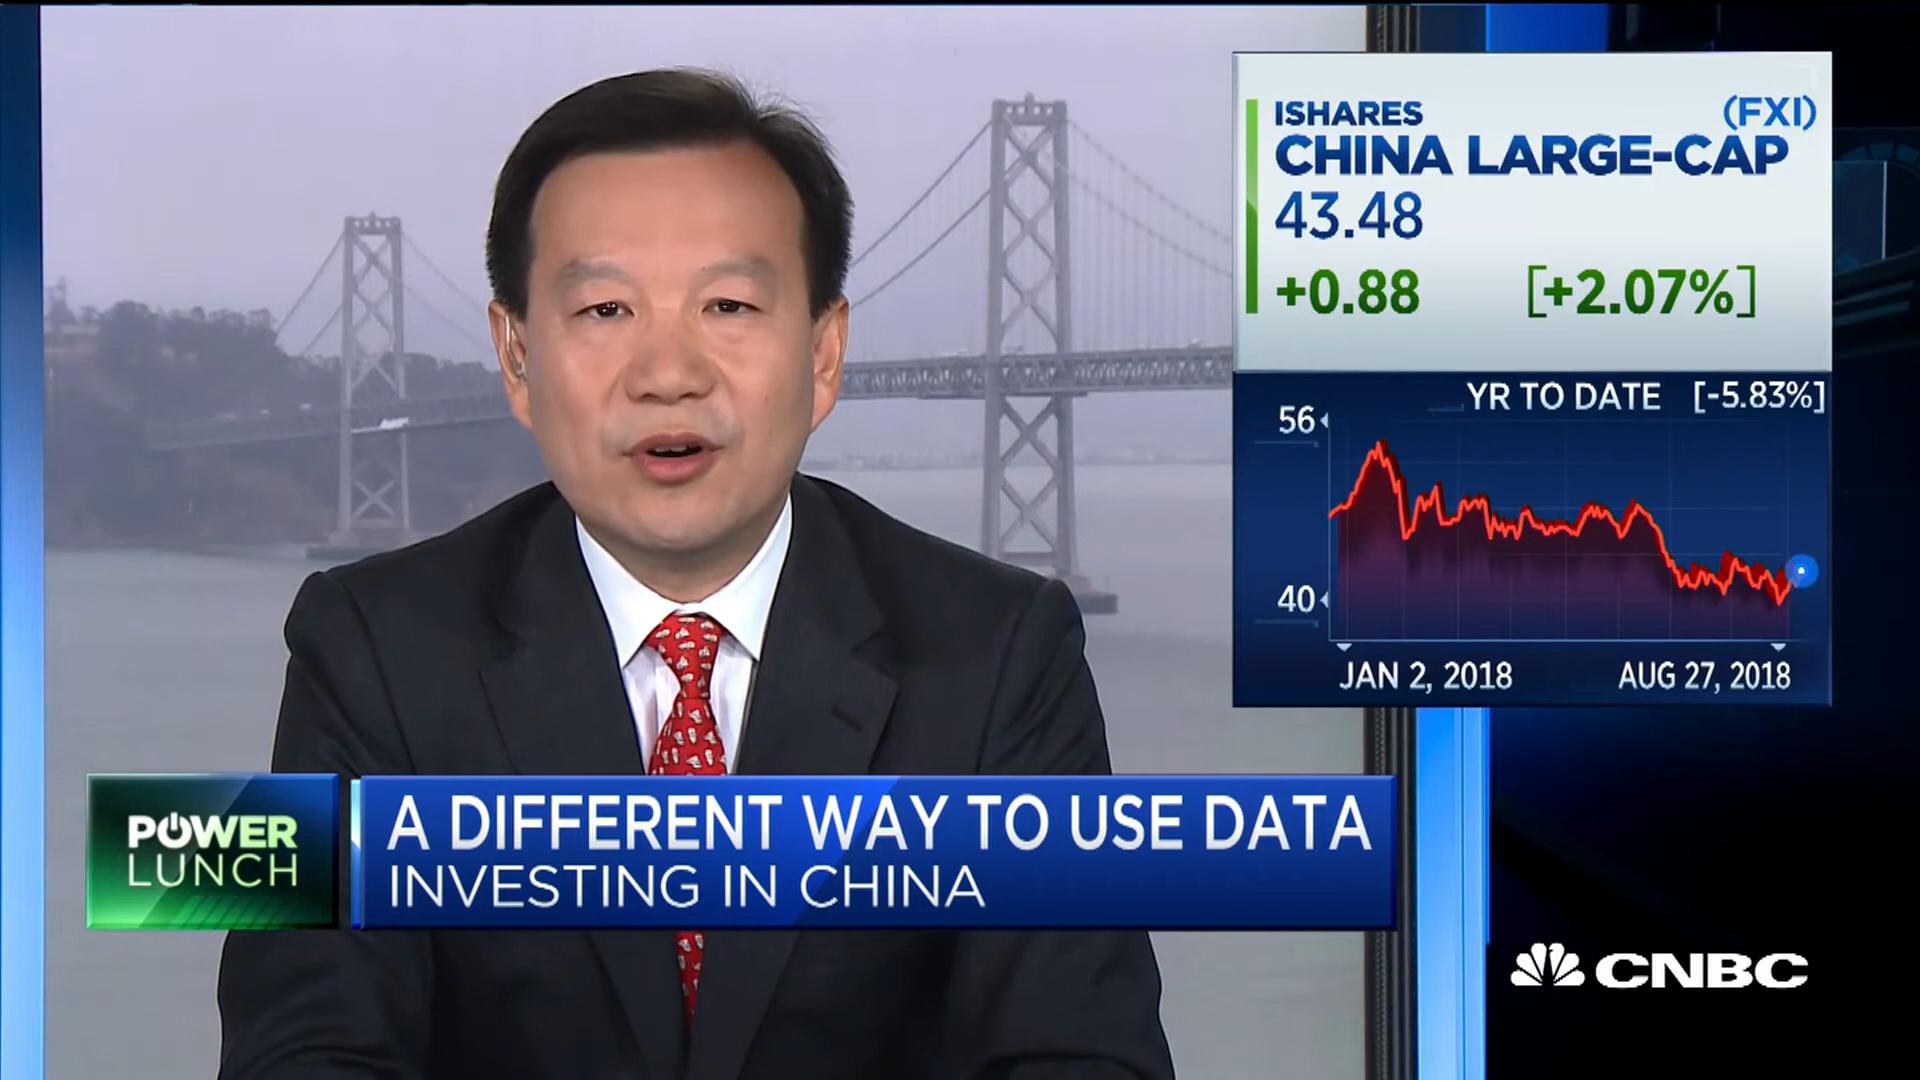 ISHARES (FXI)
CHINA LARGE-CAP
43.48
+0.88 [+2.07%]
YR TO DATE [-5.83%]
56
40
JAN 2, 2018 AUG 27, 2018
POWER
LUNCH
A DIFFERENT WAY TO USE DATA
INVESTING IN CHINA
CNBC